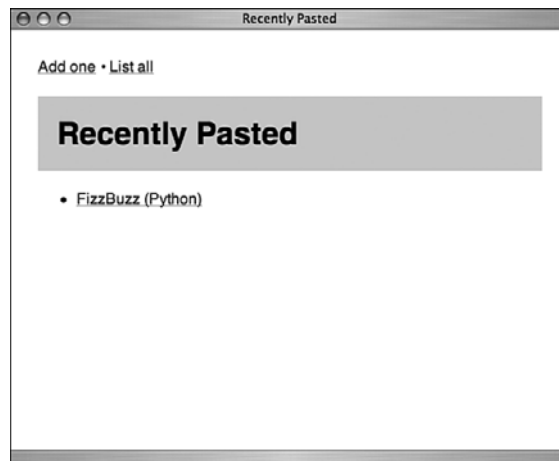 Recently Pasted
Add one • List all
Recently Pasted
• FizzBuzz (Python)